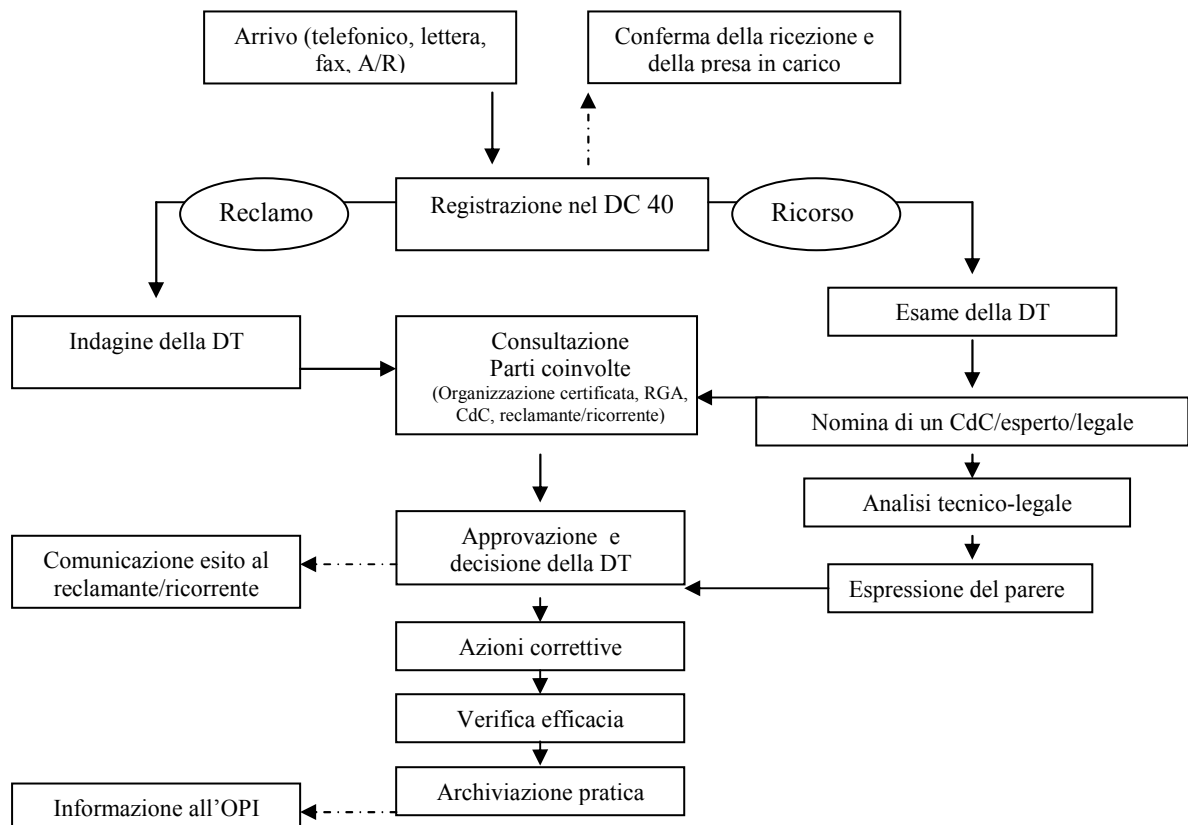 Arrivo (telefonico, lettera,
fax, A/R)
Conferma della ricezione e
della presa in carico
Reclamo
Registrazione nel DC 40
Ricorso
Indagine della DT
Consultazione
Parti coinvolte
(Organizzazione certificata, RGA,
CdC, reclamante/ricorrente)
Esame della DT
Nomina di un CdC/esperto/legale
Analisi tecnico-legale
Comunicazione esito al
reclamante/ricorrente
Approvazione e
decisione della DT
Espressione del parere
Azioni correttive
Verifica efficacia
Archiviazione pratica
Informazione all'OPI